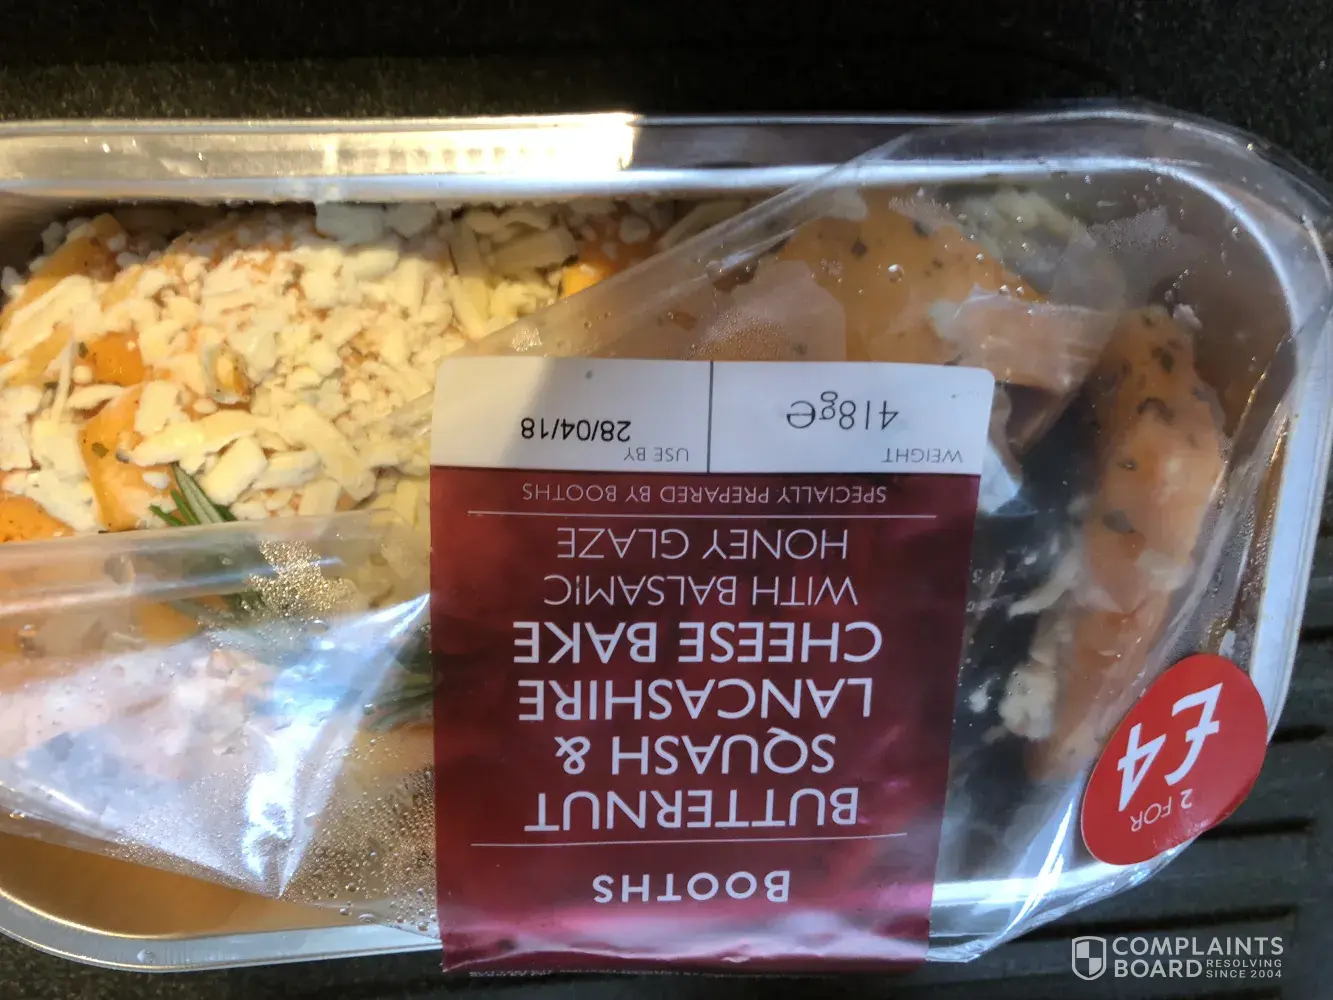 BOOTHS
BUTTERNUT
SQUASH &
LANCASHIRE
CHEESE BAKE
WITH BALSAMIC
HONEY GLAZE
SPECIALLY PREPARED BY BOOTHS
WEIGHT
418g℮
USE BY
28/04/18
2 FOR
£4
COMPLAINTS
BOARD
RESOLVING
SINCE 2004